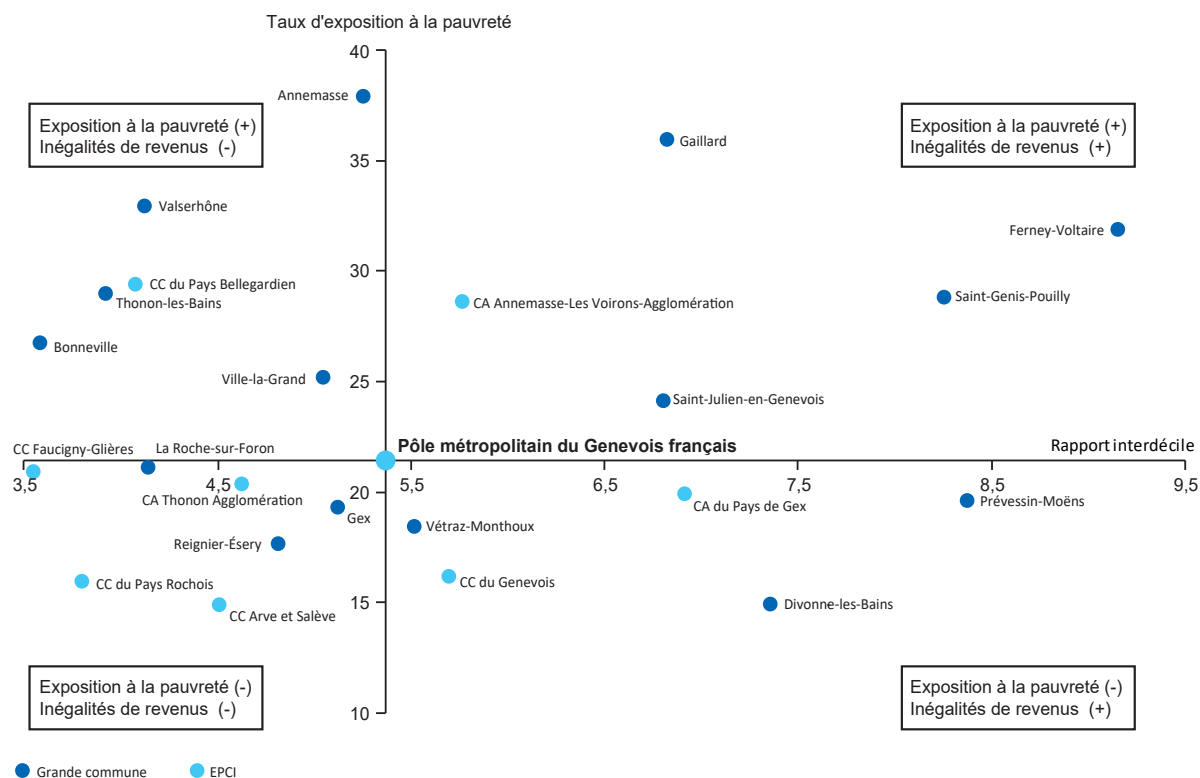 Taux d'exposition à la pauvreté
40
Annemasse
Exposition à la pauvreté (+)
Inégalités de revenus (-)
Exposition à la pauvreté (+)
Inégalités de revenus (+)
Gaillard
35
Valserhône
Ferney-Voltaire
30
CC du Pays Bellegardien
Thonon-les-Bains
CA Annemasse-Les Voirons-Agglomération
Saint-Genis-Pouilly
Bonneville
Ville-la-Grand
25
Saint-Julien-en-Genevois
CC Faucigny-Glières
La Roche-sur-Foron
Pôle métropolitain du Genevois français
Rapport interdécile
3,5
4,5
5,5
6,5
7,5
8,5
9,5
CA Thonon Agglomération
20
CA du Pays de Gex
Prévessin-Moëns
Gex
Vétraz-Monthoux
Reignier-Ésery
CC du Pays Rochois
CC du Genevois
15
Divonne-les-Bains
CC Arve et Salève
Exposition à la pauvreté (-)
Inégalités de revenus (-)
Exposition à la pauvreté (-)
Inégalités de revenus (+)
10
Grande commune
EPCI